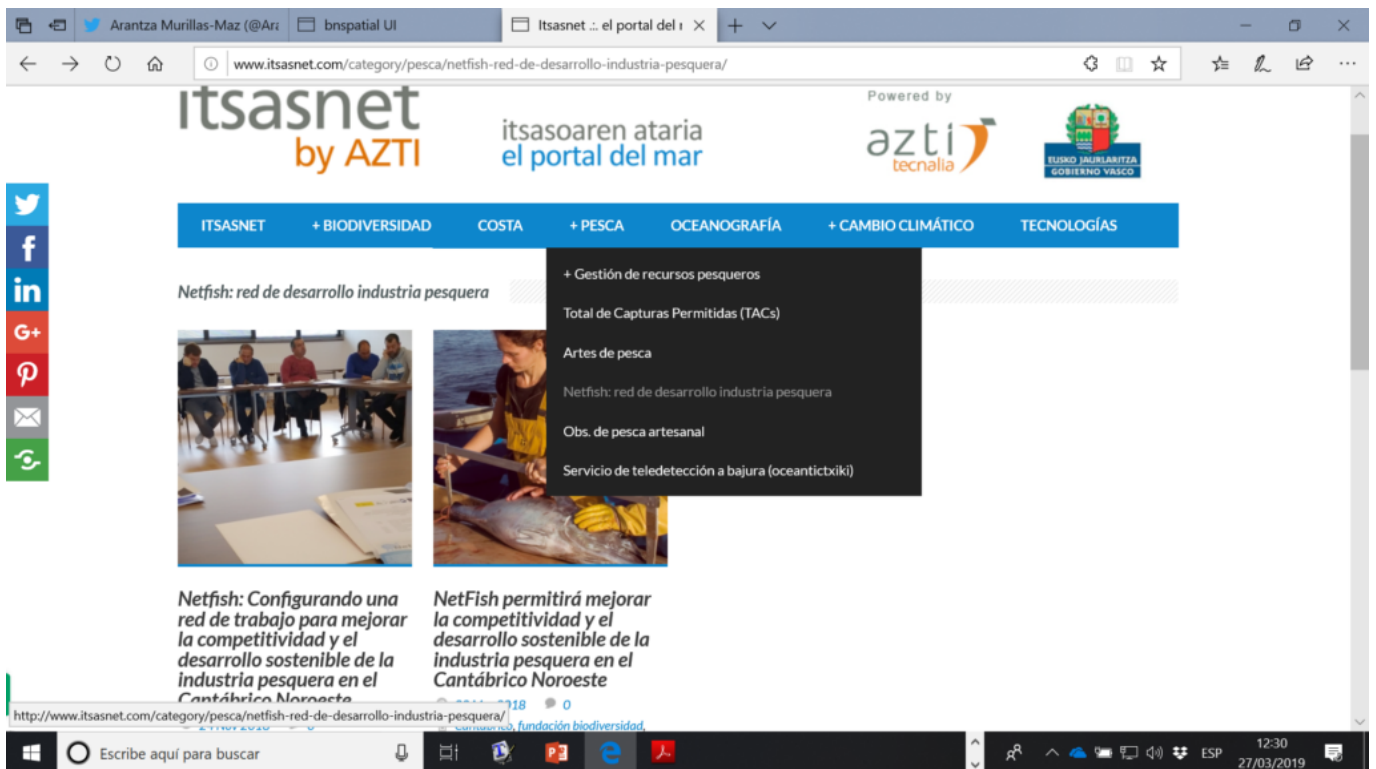 Arantza Murillas-Maz (@Ara
bnspatial UI
Itsasnet .:. el portal del
www.itsasnet.com/category/pesca/netfish-red-de-desarrollo-industria-pesquera/
itsasnet
by AZTI
itsasoaren ataria
el portal del mar
Powered by
azti
tecnalia
EUSKO JAURLARITZA
GOBIERNO VASCO
ITSASNET + BIODIVERSIDAD COSTA + PESCA OCEANOGRAFÍA + CAMBIO CLIMÁTICO TECNOLOGÍAS
+ Gestión de recursos pesqueros
Total de Capturas Permitidas (TACs)
Artes de pesca
Netfish: red de desarrollo industria pesquera
Obs. de pesca artesanal
Servicio de teledetección a bajura (oceantictxiki)
Netfish: red de desarrollo industria pesquera
G+
Netfish: Configurando una
red de trabajo para mejorar
la competitividad y el
desarrollo sostenible de la
industria pesquera en el
Cantábrico Noroeste
NetFish permitirá mejorar
la competitividad y el
desarrollo sostenible de la
industria pesquera en el
Cantábrico Noroeste
2018 0
Cantábrico, fundación biodiversidad,
http://www.itsasnet.com/category/pesca/netfish-red-de-desarrollo-industria-pesquera/
Escribe aquí para buscar
ESP
12:30
27/03/2019